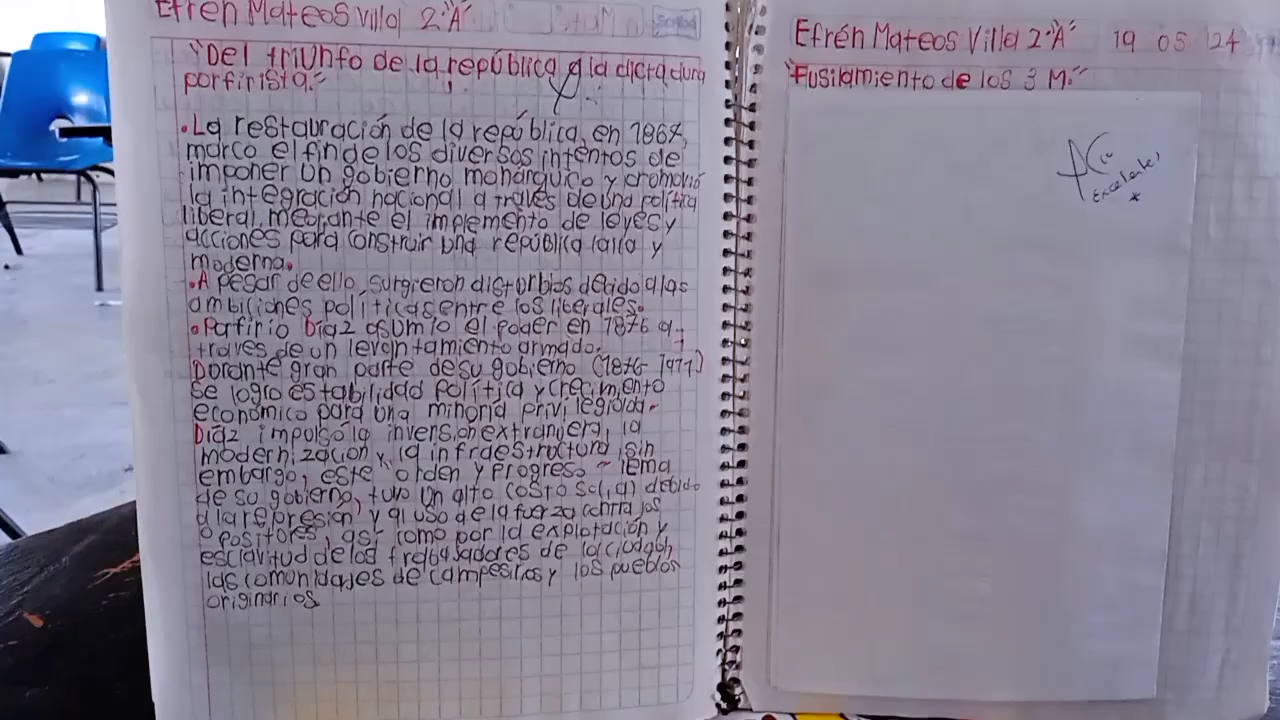 Efrén Mateos Villa 2°"A"
"Del triunfo de la república a la dictadura
porfirista."
•La restauración de la república, en 1867,
marco el fin de los diversos intentos de
imponer un gobierno monárquico y promovió
la integración nacional a través de una política
liberal, mediante el implemento de leyes y
acciones para construir una república laica y
moderna.
•A pesar de ello, surgieron disturbios debido a las
ambiciones políticas entre los liberales.
•Porfirio Díaz asumio el poder en 1876 a
través de un levantamiento armado.
Durante gran parte de su gobierno (1876-1911)
se logro estabilidad política y crecimiento
económico para una minoría privilegiada.
Díaz impulsó la inversion extranjera, la
modernización y la infraestructura, sin
embargo, este orden y progreso - lema
de su gobierno, tuvo un alto costo social debido
a la represión y al uso de la fuerza contra los
opositores, así como por la explotación y
esclavitud de los trabajadores de la ciudad,
las comunidades de campesinos y los pueblos
originarios
Efrén Mateos Villa 2°"A" 19 05 24
"Fusilamiento de los 3 M."
Excelente